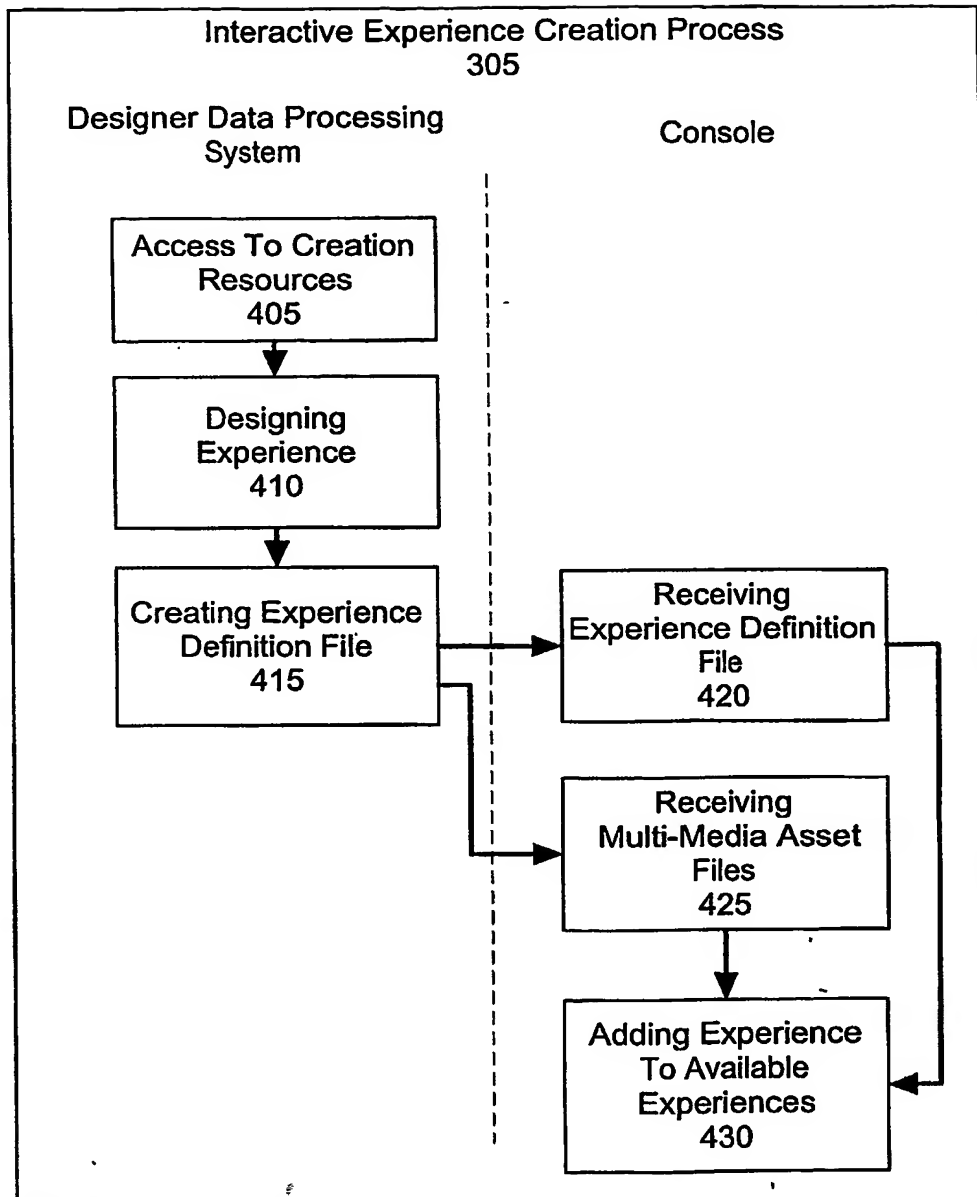 Interactive Experience Creation Process
305
Designer Data Processing
System
Console
Access To Creation
Resources
405
Designing
Experience
410
Creating Experience
Definition File
415
Receiving
Experience Definition
File
420
Receiving
Multi-Media Asset
Files
425
Adding Experience
To Available
Experiences
430